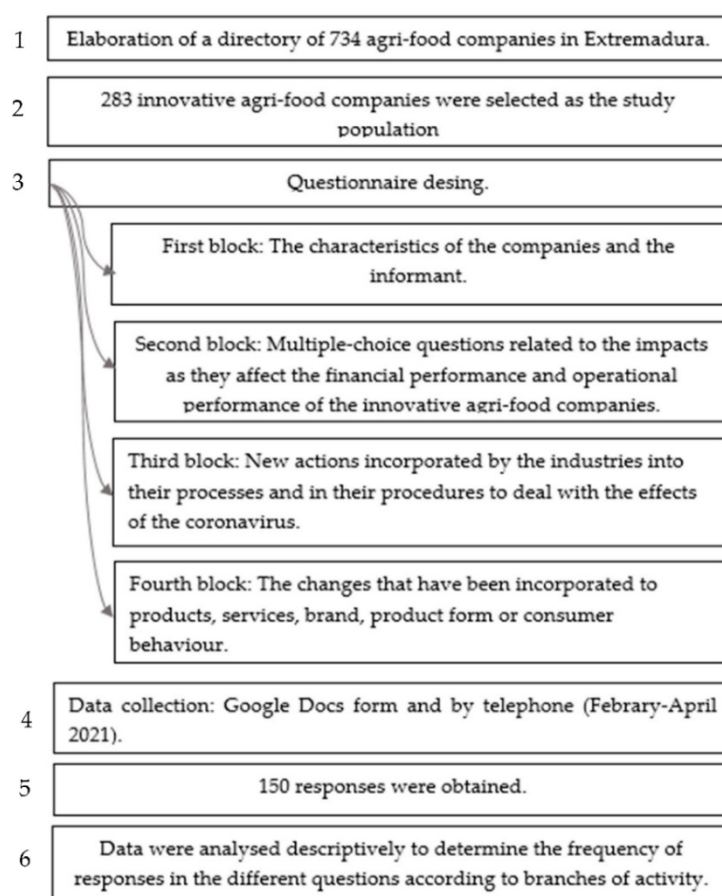 1 Elaboration of a directory of 734 agri-food companies in Extremadura.
2 283 innovative agri-food companies were selected as the study
population
3 Questionnaire desing.
First block: The characteristics of the companies and the
informant.
Second block: Multiple-choice questions related to the impacts
as they affect the financial performance and operational
performance of the innovative agri-food companies.
Third block: New actions incorporated by the industries into
their processes and in their procedures to deal with the effects
of the coronavirus.
Fourth block: The changes that have been incorporated to
products, services, brand, product form or consumer
behaviour.
4 Data collection: Google Docs form and by telephone (Febrary-April
2021).
5 150 responses were obtained.
6 Data were analysed descriptively to determine the frequency of
responses in the different questions according to branches of activity.